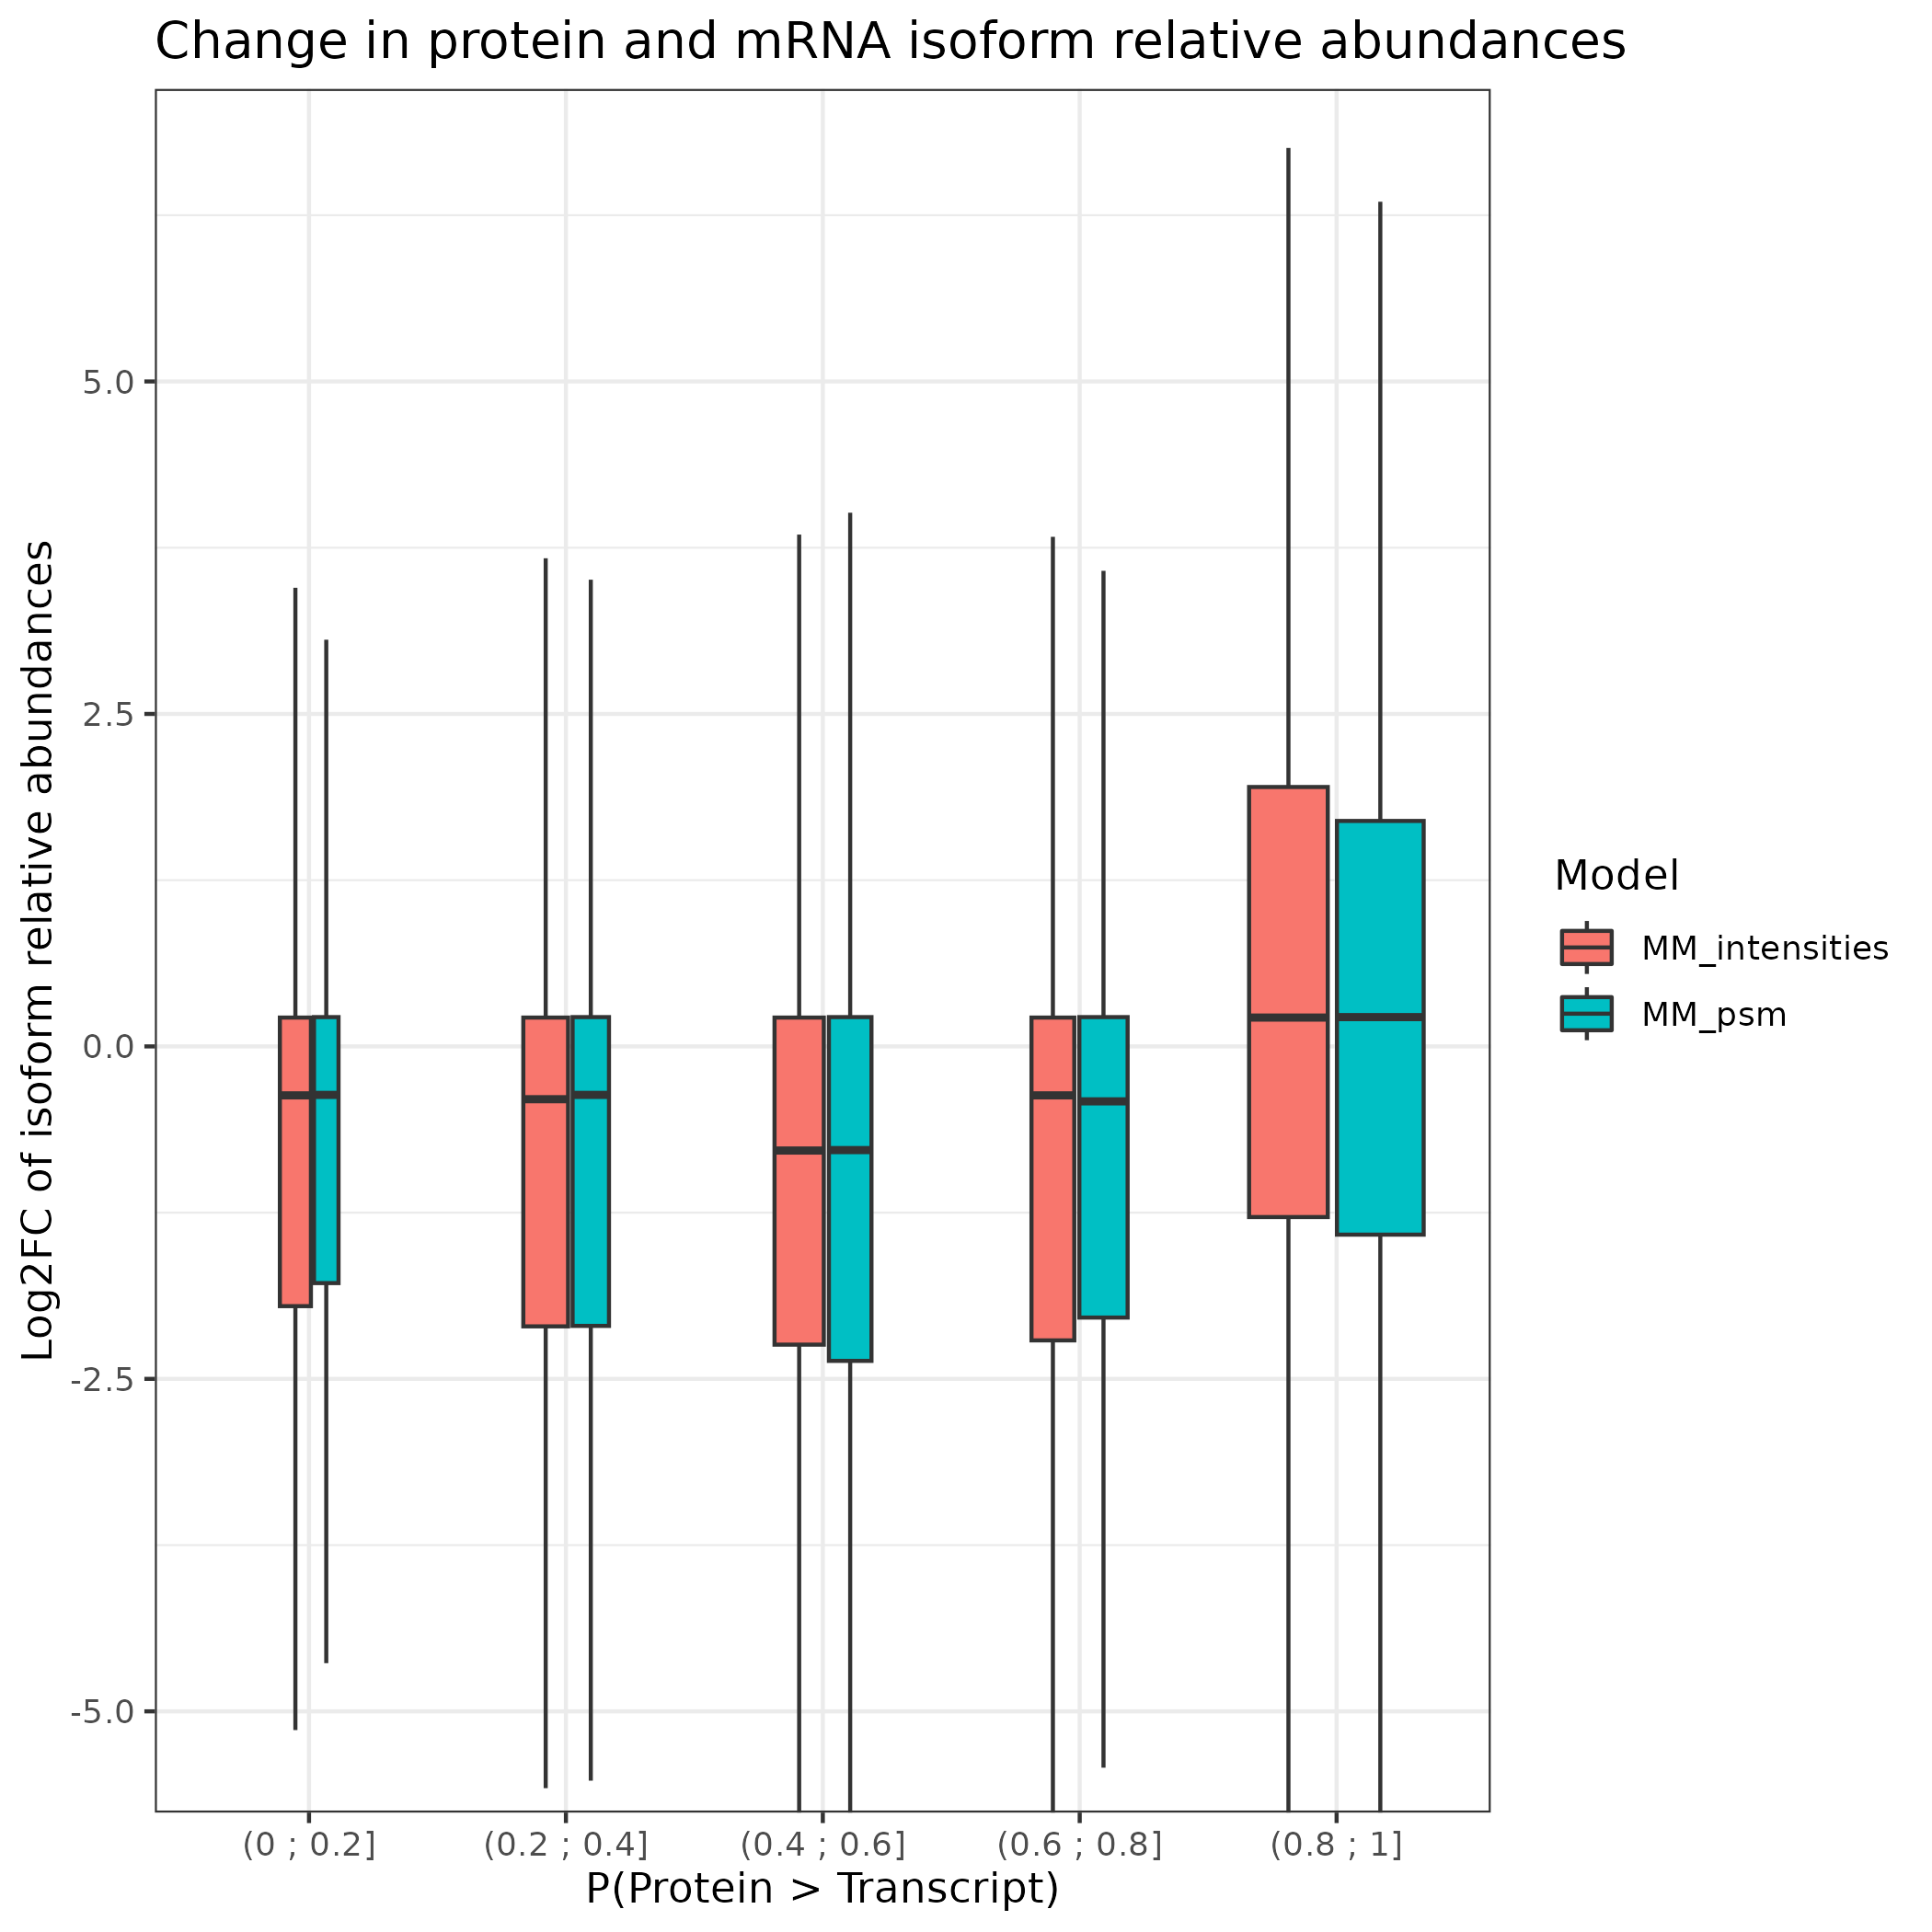 Change in protein and mRNA isoform relative abundances
Log2FC of isoform relative abundances
5.0
2.5
0.0
-2.5
-5.0
(0 ; 0.2]
(0.2 ; 0.4]
(0.4 ; 0.6]
(0.6 ; 0.8]
(0.8 ; 1]
P(Protein > Transcript)
Model
MM_intensities
MM_psm